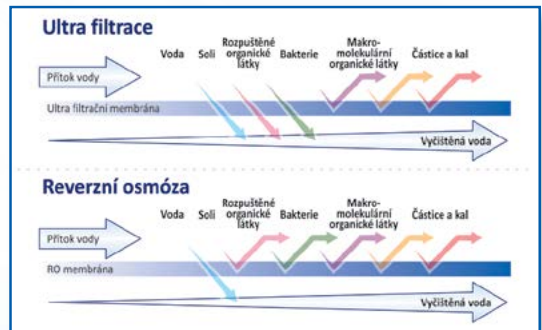 Ultra filtrace
Voda Soli Rozpuštěné organické látky Bakterie Makro-molekulární organické látky Částice a kal
Přítok vody
Ultra filtrační membrána
Vyčištěná voda
Reverzní osmóza
Voda Soli Rozpuštěné organické látky Bakterie Makro-molekulární organické látky Částice a kal
Přítok vody
RO membrána
Vyčištěná voda